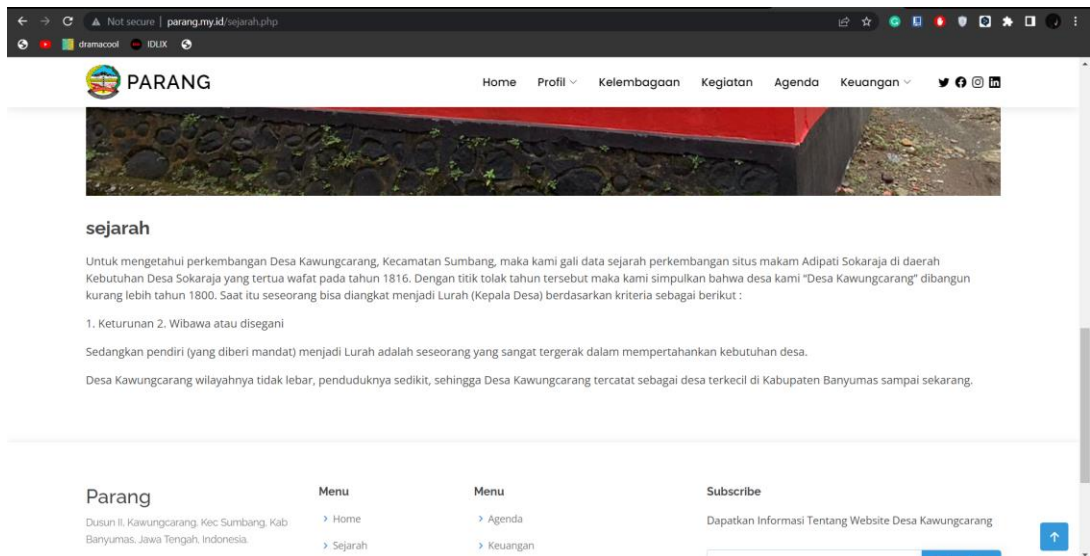 Not secure | parang.my.id/sejarah.php
dramacool IDLIX
PARANG Home Profil Kelembagaan Kegiatan Agenda Keuangan
sejarah
Untuk mengetahui perkembangan Desa Kawungcarang, Kecamatan Sumbang, maka kami gali data sejarah perkembangan situs makam Adipati Sokaraja di daerah
Kebutuhan Desa Sokaraja yang tertua wafat pada tahun 1816. Dengan titik tolak tahun tersebut maka kami simpulkan bahwa desa kami “Desa Kawungcarang” dibangun
kurang lebih tahun 1800. Saat itu seseorang bisa diangkat menjadi Lurah (Kepala Desa) berdasarkan kriteria sebagai berikut :
1. Keturunan 2. Wibawa atau disegani
Sedangkan pendiri (yang diberi mandat) menjadi Lurah adalah seseorang yang sangat tergerak dalam mempertahankan kebutuhan desa.
Desa Kawungcarang wilayahnya tidak lebar, penduduknya sedikit, sehingga Desa Kawungcarang tercatat sebagai desa terkecil di Kabupaten Banyumas sampai sekarang.
Parang
Dusun II, Kawungcarang, Kec Sumbang, Kab
Banyumas, Jawa Tengah, Indonesia.
Menu
Home
Sejarah
Menu
Agenda
Keuangan
Subscribe
Dapatkan Informasi Tentang Website Desa Kawungcarang